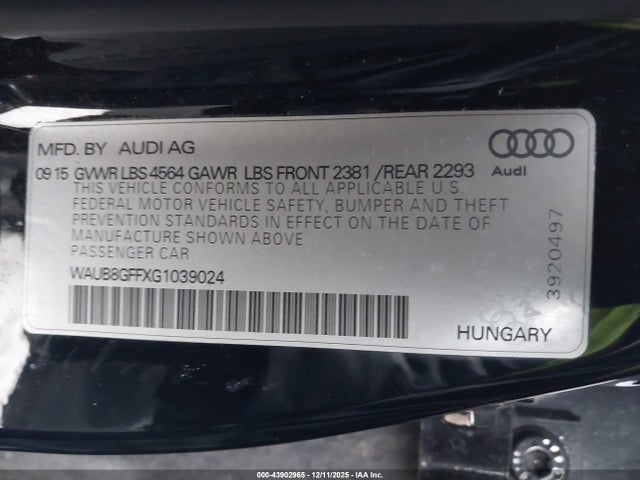 MFD. BY AUDI AG
09 15 GVWR LBS 4564 GAWR LBS FRONT 2381 /REAR 2293
THIS VEHICLE CONFORMS TO ALL APPLICABLE U.S.
FEDERAL MOTOR VEHICLE SAFETY, BUMPER AND THEFT
PREVENTION STANDARDS IN EFFECT ON THE DATE OF
MANUFACTURE SHOWN ABOVE
PASSENGER CAR
WAUB8GFFXG1039024
Audi
3920497
HUNGARY
000-43902965 - 12/11/2025 - IAA Inc.